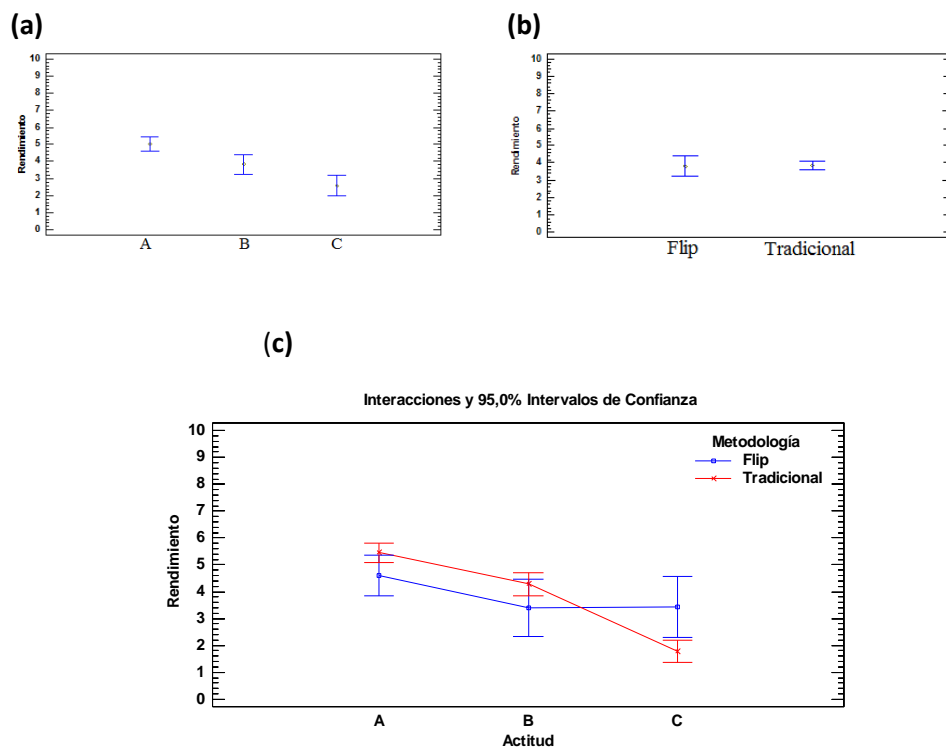 (a)
10
9
8
7
6
5
4
3
2
1
0
Rendimiento
A B C
(b)
10
9
8
7
6
5
4
3
2
1
0
Rendimiento
Flip Tradicional
(c)
Interacciones y 95,0% Intervalos de Confianza
Metodología
Flip
Tradicional
10
9
8
7
6
5
4
3
2
1
0
Rendimiento
A B C
Actitud